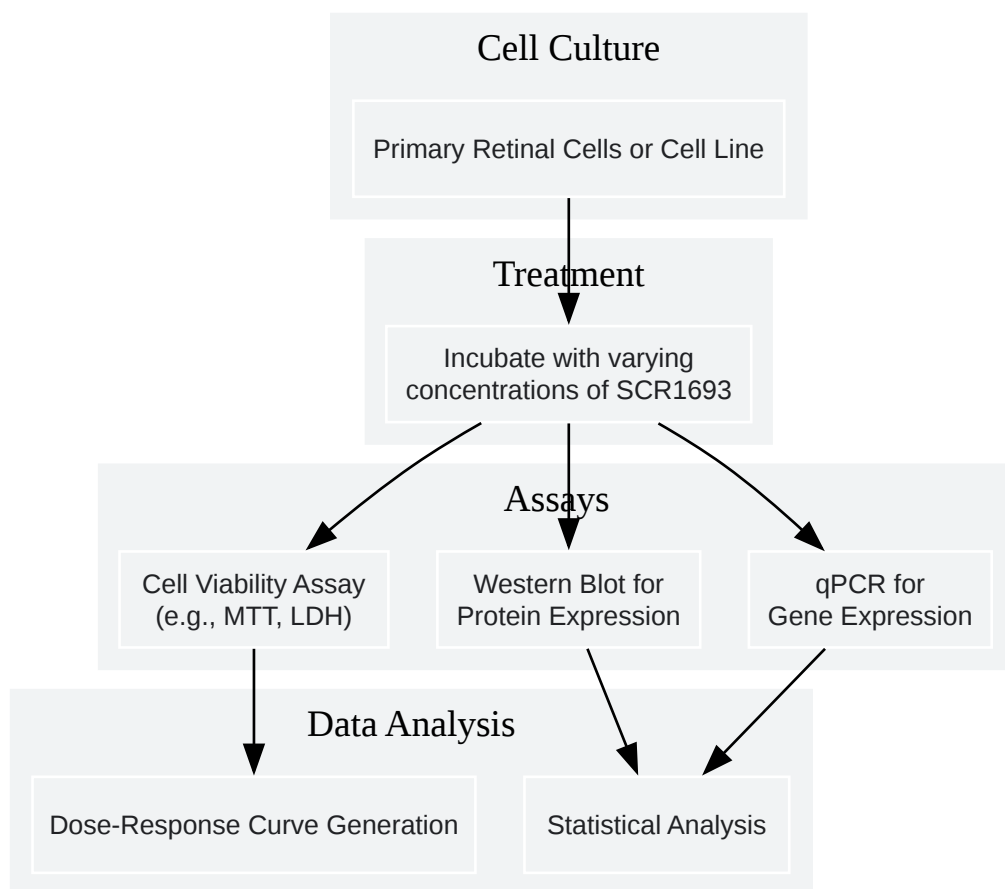 Cell Culture
Primary Retinal Cells or Cell Line
Treatment
Incubate with varying
concentrations of SCR1693
Assays
Cell Viability Assay
(e.g., MTT, LDH)
Western Blot for
Protein Expression
qPCR for
Gene Expression
Data Analysis
Dose-Response Curve Generation
Statistical Analysis